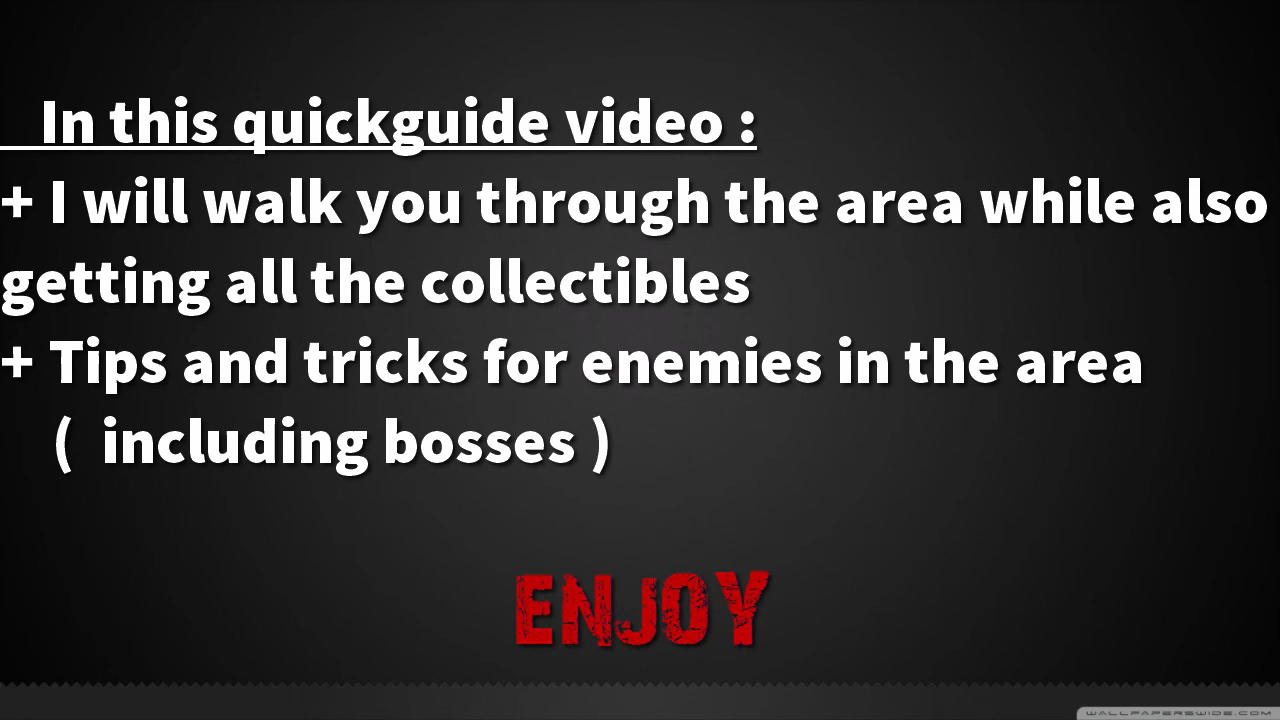 In this quickguide video :
+ I will walk you through the area while also
getting all the collectibles
+ Tips and tricks for enemies in the area
( including bosses )
ENJOY
WALLPAPERSWIDE.COM